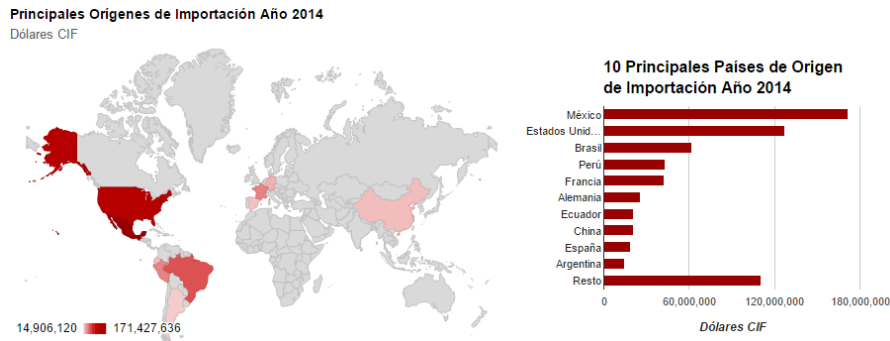 Principales Orígenes de Importación Año 2014
Dólares CIF
14,906,120
171,427,636
10 Principales Países de Origen
de Importación Año 2014
México
Estados Unid...
Brasil
Perú
Francia
Alemania
Ecuador
China
España
Argentina
Resto
0
60,000,000
120,000,000
180,000,000
Dólares CIF